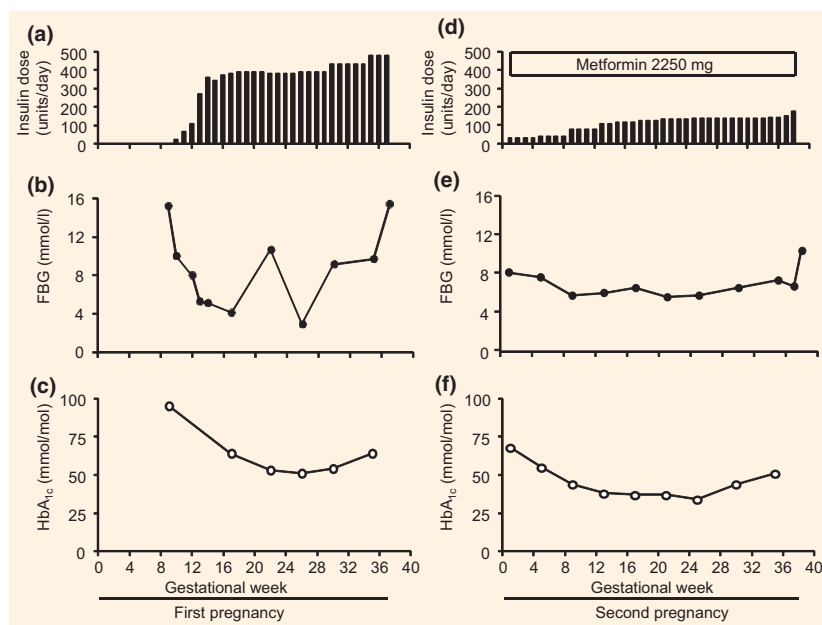 (a)
Insulin dose
(units/day)
500
400
300
200
100
0
(d)
Insulin dose
(units/day)
500
400
300
200
100
0
Metformin 2250 mg
(b)
FBG (mmol/l)
16
12
8
4
0
(e)
FBG (mmol/l)
16
12
8
4
0
(c)
HbA1c (mmol/mol)
100
75
50
25
0
0 4 8 12 16 20 24 28 32 36 40
Gestational week
First pregnancy
(f)
HbA1c (mmol/mol)
100
75
50
25
0
0 4 8 12 16 20 24 28 32 36 40
Gestational week
Second pregnancy